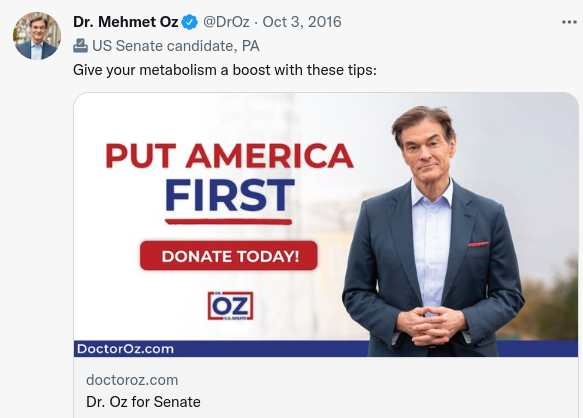 Dr. Mehmet Oz @DrOz · Oct 3, 2016
US Senate candidate, PA
Give your metabolism a boost with these tips:
PUT AMERICA
FIRST
DONATE TODAY!
DR.
OZ
U.S. SENATE
DoctorOz.com
doctoroz.com
Dr. Oz for Senate